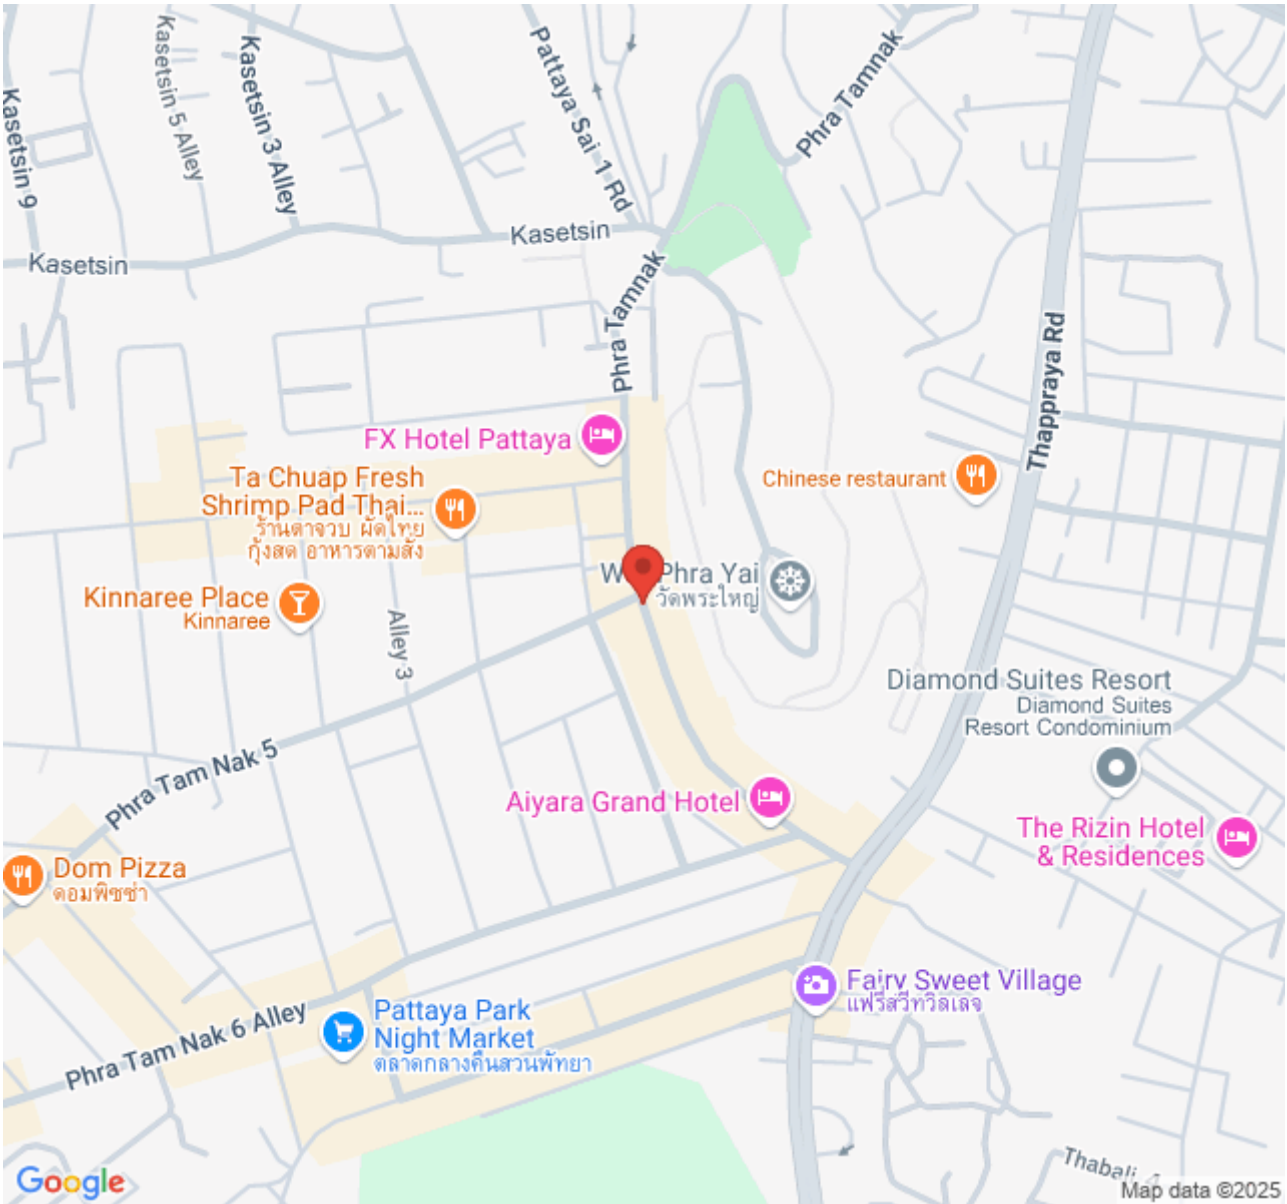 Kasetsin 9
Kasetsin 5 Alley
Kasetsin 3 Alley
Pattaya Sai 1 Rd
Phra Tamnak
Kasetsin
Kasetsin
Phra Tamnak
Thappraya Rd
FX Hotel Pattaya
Ta Chuap Fresh
Shrimp Pad Thai...
ร้านตาจวบ ผัดไทย
กุ้งสด อาหารตามสั่ง
Chinese restaurant
Phra Yai
วัดพระใหญ่
Kinnaree Place
Kinnaree
Alley 3
Diamond Suites Resort
Diamond Suites
Resort Condominium
Phra Tam Nak 5
Aiyara Grand Hotel
The Rizin Hotel
& Residences
Dom Pizza
ดอมพิซซ่า
Fairy Sweet Village
แฟรี่สวีทวิลเลจ
Pattaya Park
Night Market
ตลาดกลางคืนสวนพัทยา
Phra Tam Nak 6 Alley
Google
Map data ©2025